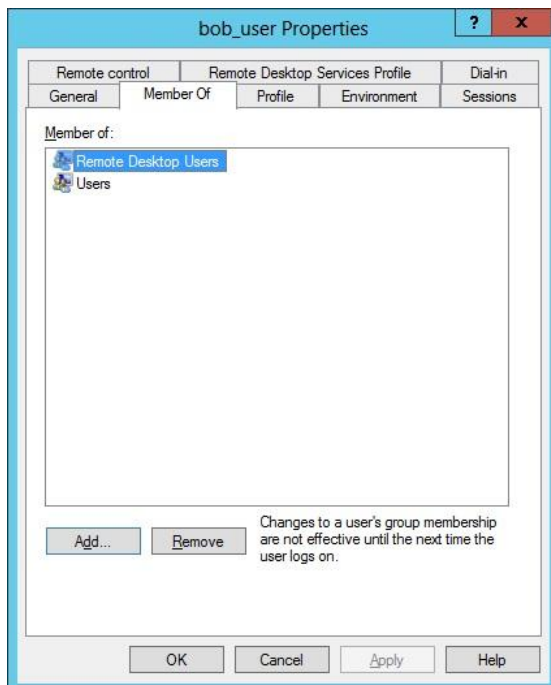 bob_user Properties
?
x
Remote control
Remote Desktop Services Profile
Dial-in
General
Member Of
Profile
Environment
Sessions
Member of:
Remote Desktop Users
Users
Add...
Remove
Changes to a user's group membership
are not effective until the next time the
user logs on.
OK
Cancel
Apply
Help